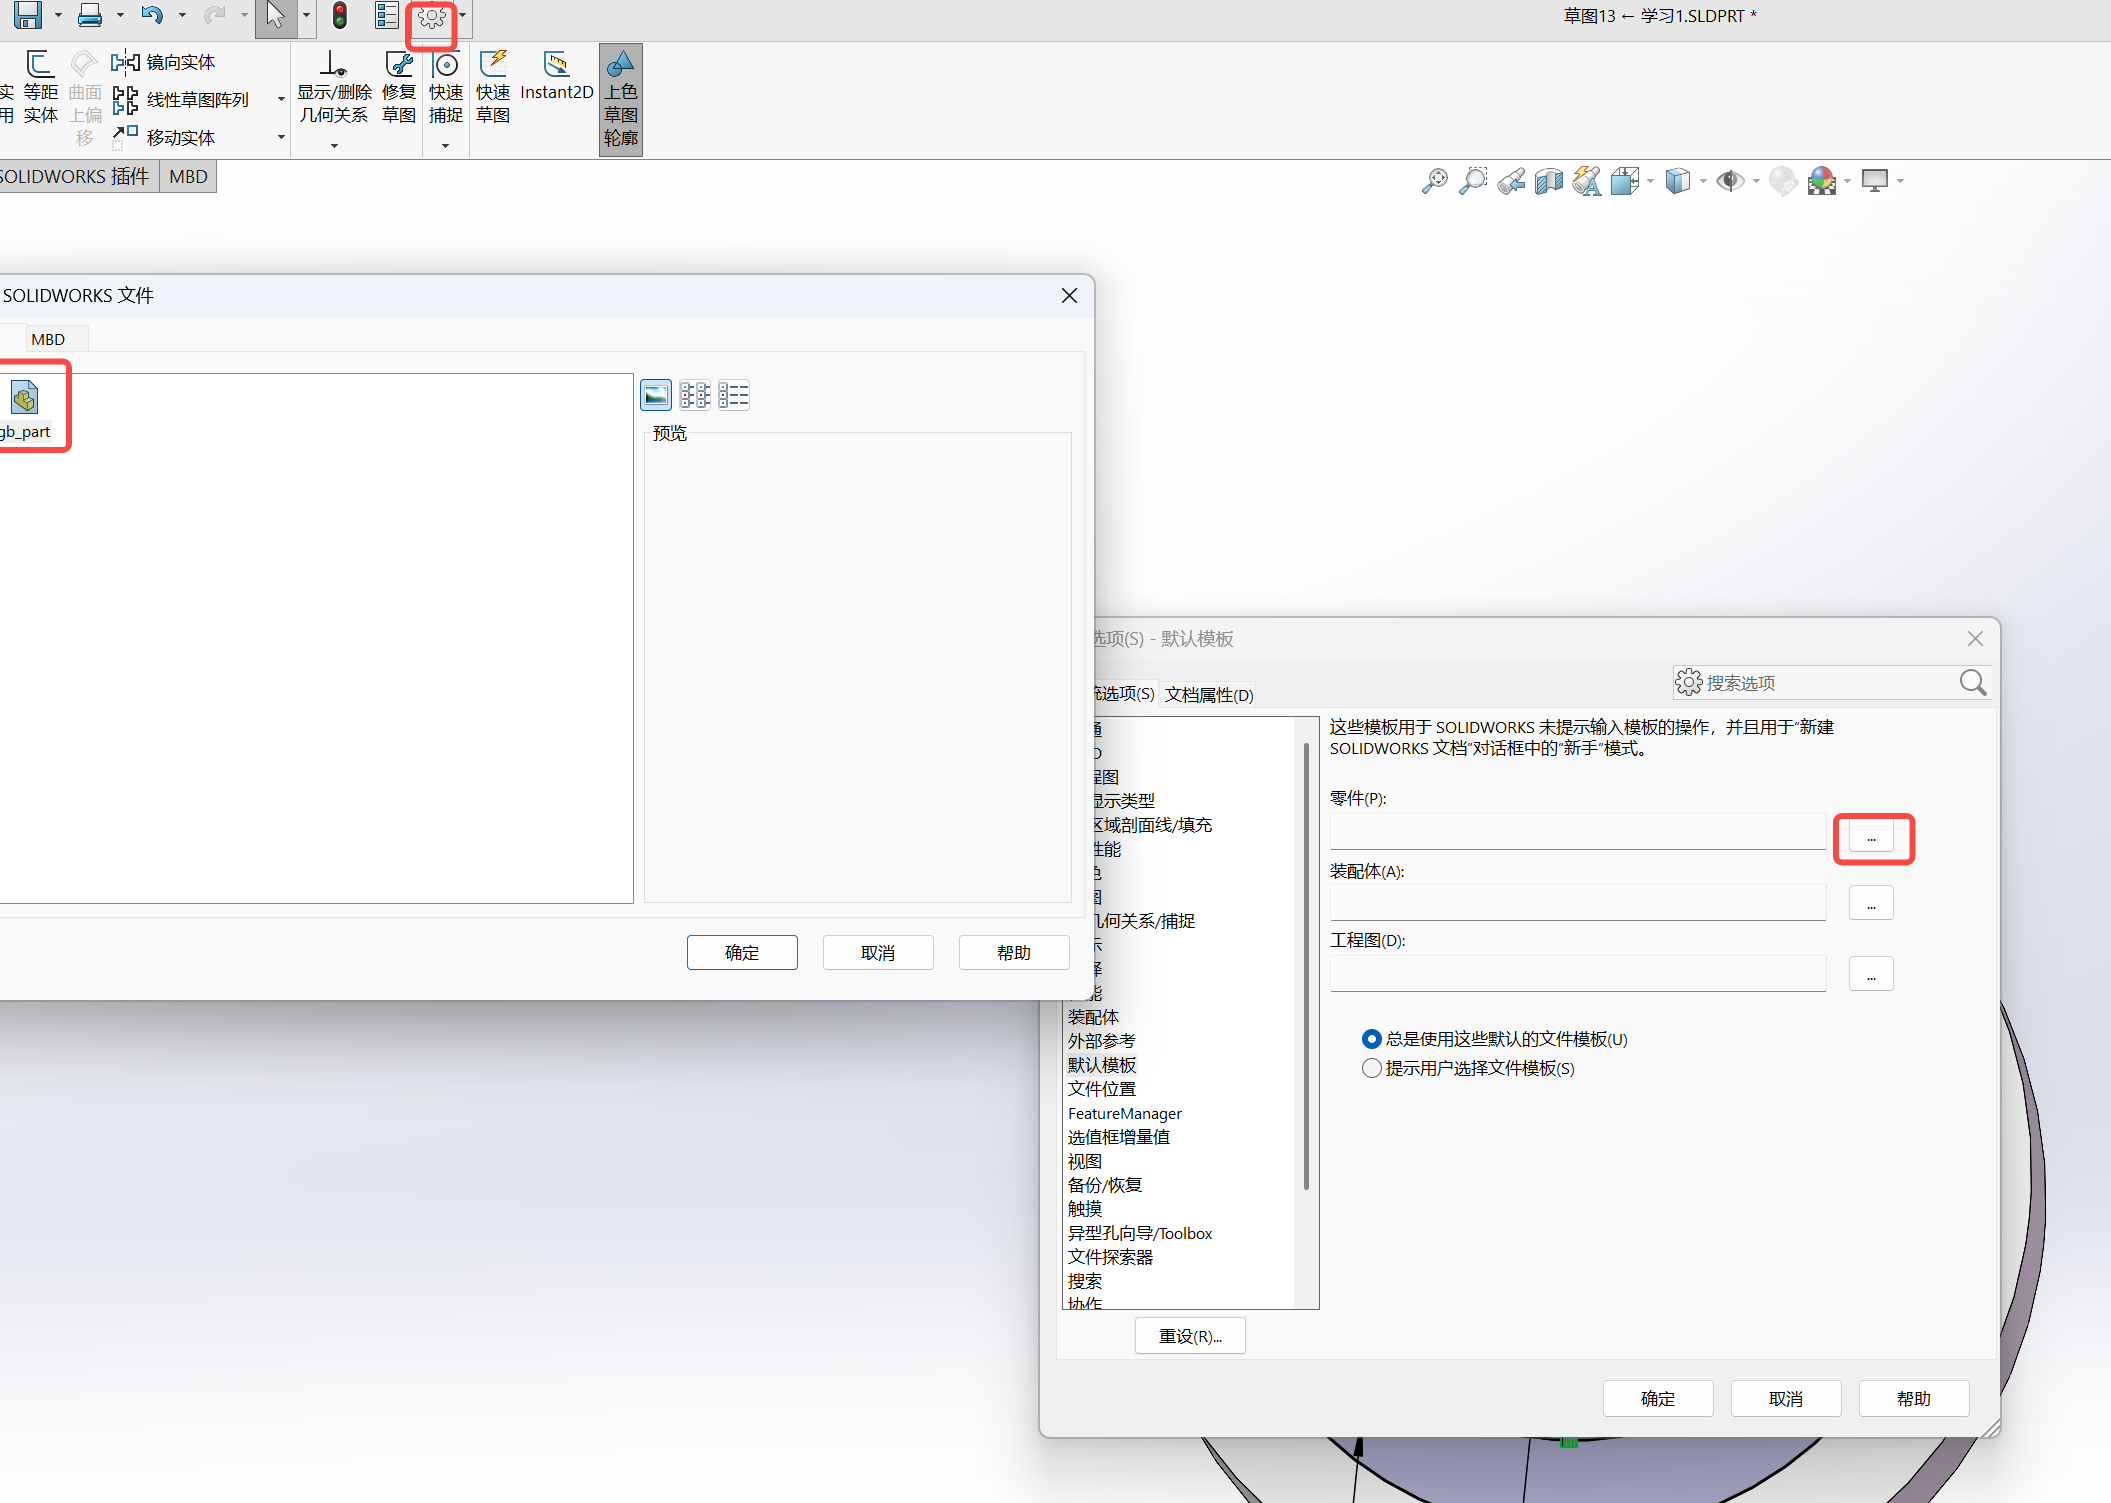 草图13 ← 学习1.SLDPRT *
等距
实体
曲面
上偏
移
镜向实体
线性草图阵列
移动实体
显示/删除
几何关系
修复
草图
快速
捕捉
快速
草图
Instant2D
上色
草图
轮廓
实
用
SOLIDWORKS 插件
MBD
SOLIDWORKS 文件
MBD
gb_part
预览
确定
取消
帮助
选项(S) - 默认模板
统选项(S)
文档属性(D)
搜索选项
通
程图
显示类型
区域剖面线/填充
性能
色
图
几何关系/捕捉
示
择
能
装配体
外部参考
默认模板
文件位置
FeatureManager
选值框增量值
视图
备份/恢复
触摸
异型孔向导/Toolbox
文件探索器
搜索
协作
重设(R)...
这些模板用于 SOLIDWORKS 未提示输入模板的操作，并且用于“新建
SOLIDWORKS 文档”对话框中的“新手”模式。
零件(P):
...
装配体(A):
...
工程图(D):
...
总是使用这些默认的文件模板(U)
提示用户选择文件模板(S)
确定
取消
帮助